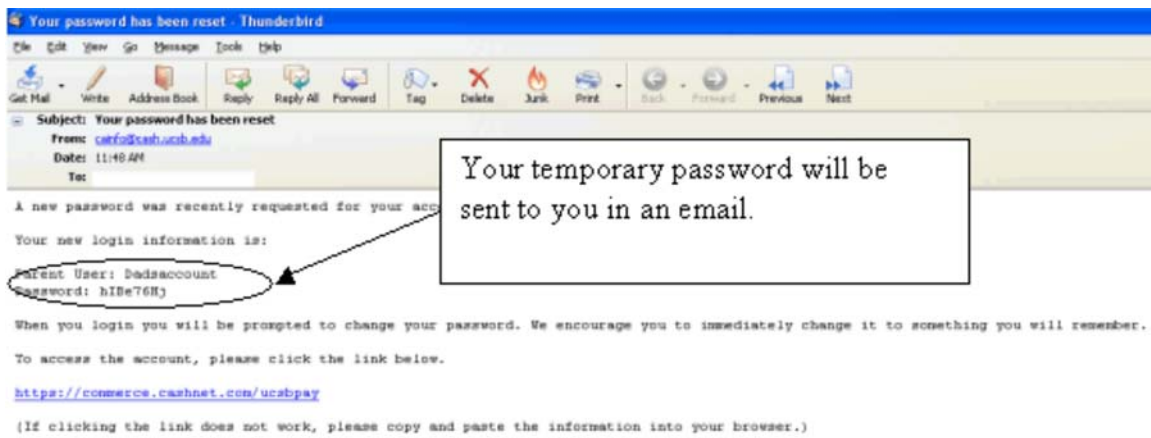 Your password has been reset - Thunderbird
File Edit View Go Message Tools Help
Get Mail Write Address Book Reply Reply All Forward Tag Delete Junk Print Back Forward Previous Next
Subject: Your password has been reset
From: cainfo@cash.ucsb.edu
Date: 11:48 AM
To:
Your temporary password will be
sent to you in an email.
A new password was recently requested for your acc
Your new login information is:
Parent User: Dadsaccount
Password:
When you login you will be prompted to change your password. We encourage you to immediately change it to something you will remember.
To access the account, please click the link below.
https://commerce.cashnet.com/ucsbpay
(If clicking the link does not work, please copy and paste the information into your browser.)